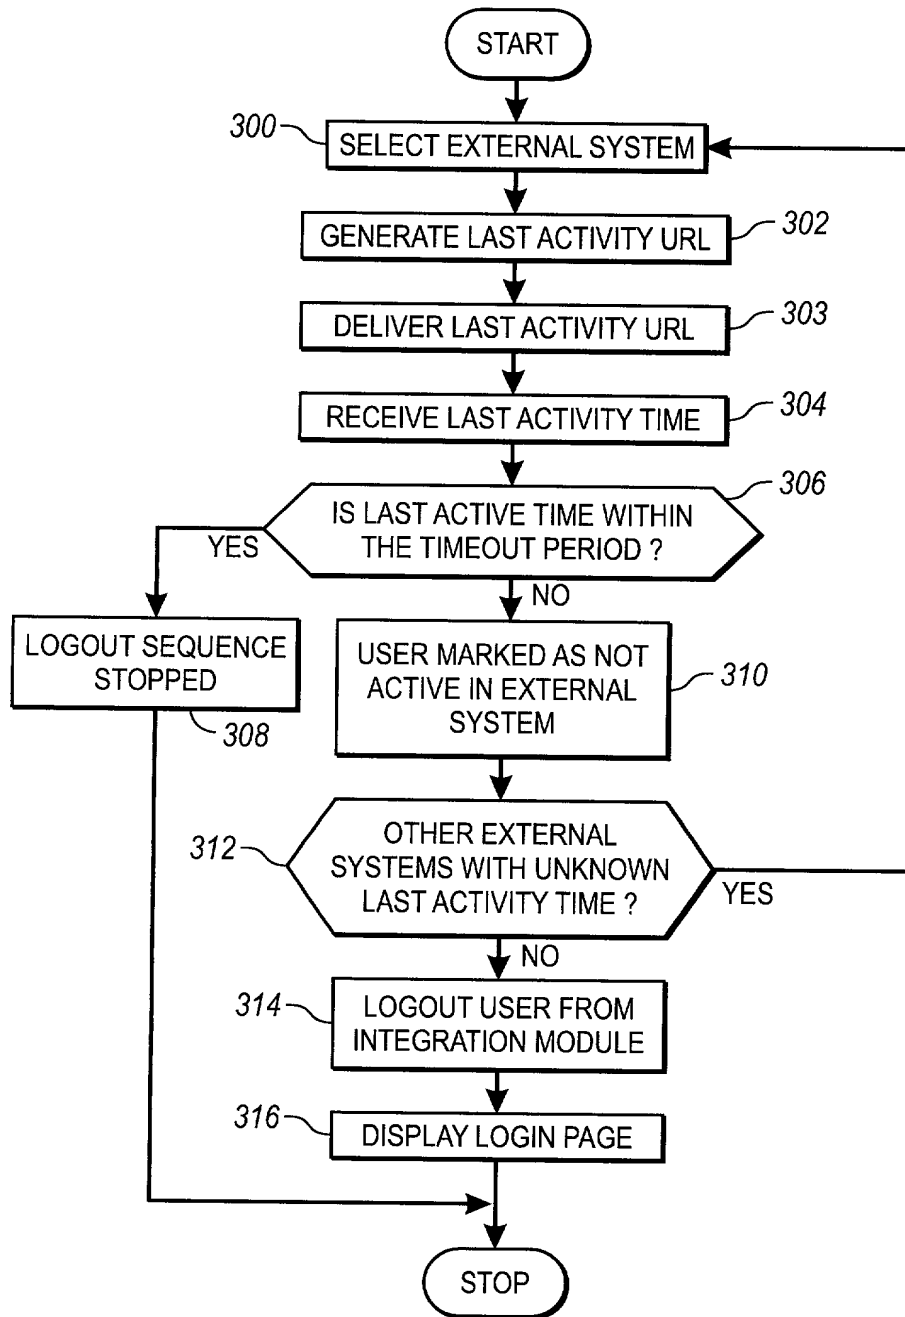 START
300
SELECT EXTERNAL SYSTEM
GENERATE LAST ACTIVITY URL
302
DELIVER LAST ACTIVITY URL
303
RECEIVE LAST ACTIVITY TIME
304
306
IS LAST ACTIVE TIME WITHIN
THE TIMEOUT PERIOD ?
YES
NO
LOGOUT SEQUENCE
STOPPED
308
USER MARKED AS NOT
ACTIVE IN EXTERNAL
SYSTEM
310
312
OTHER EXTERNAL
SYSTEMS WITH UNKNOWN
LAST ACTIVITY TIME ?
YES
NO
314
LOGOUT USER FROM
INTEGRATION MODULE
316
DISPLAY LOGIN PAGE
STOP